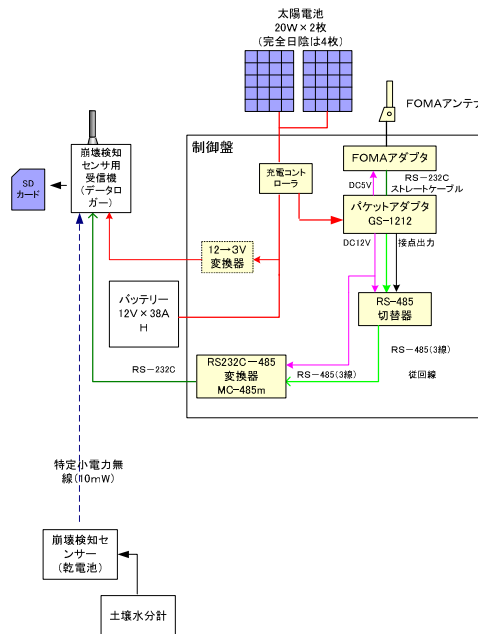 太陽電池
20W×2枚
(完全日陰は4枚)
FOMAアンテナ
制御盤
崩壊検知
センサ用
受信機
(データロ
ガー)
SD
カード
FOMAアダプタ
RS-232C
ストレートケーブル
DC5V
充電コント
ローラ
パケットアダプタ
GS-1212
DC12V
接点出力
12→3V
変換器
バッテリー
12V×38A
H
RS-485
切替器
RS-485(3線)
RS232C-485
変換器
MC-485m
RS-232C
RS-485(3線)
従回線
特定小電力無
線(10mW)
崩壊検知セ
ンサー
(乾電池)
土壌水分計